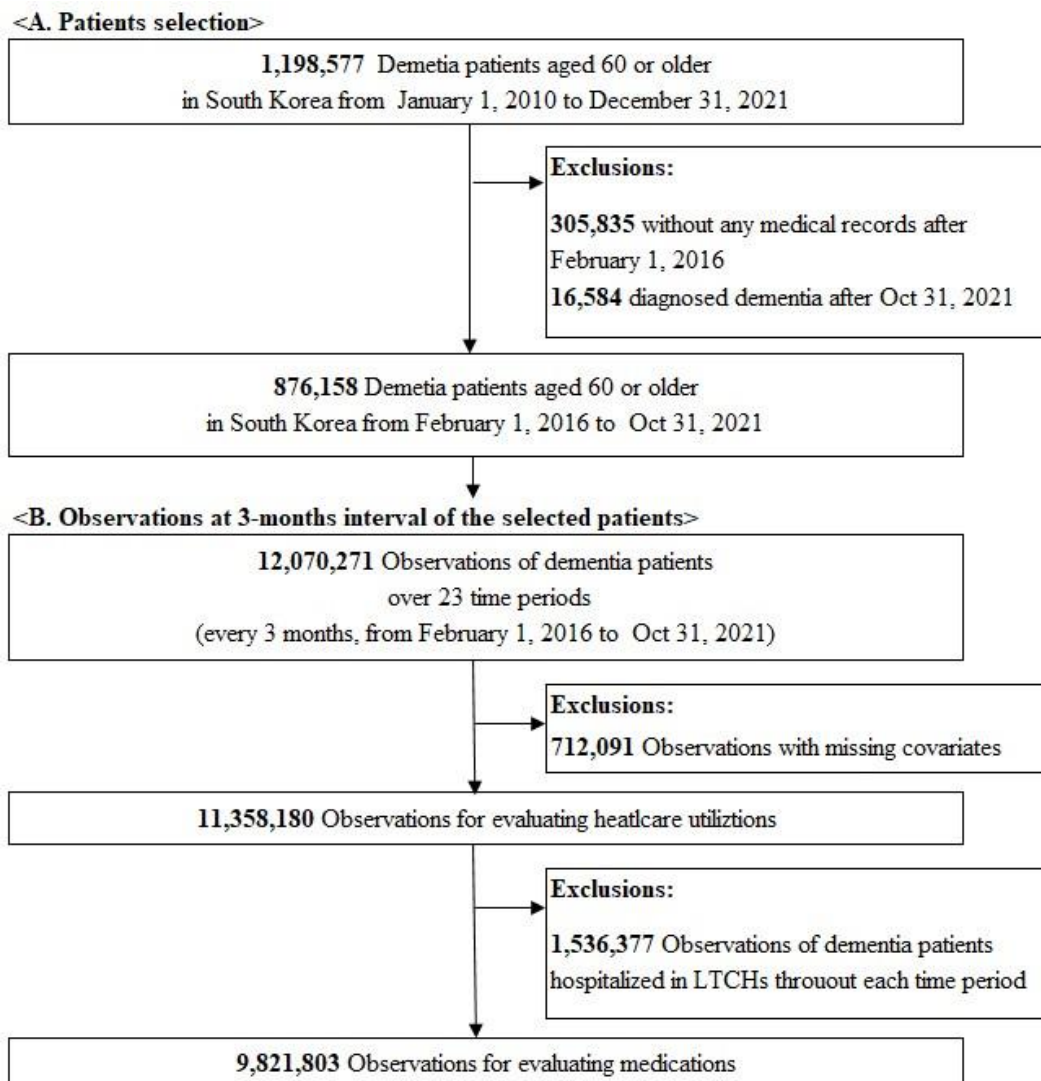 <A. Patients selection>
1,198,577 Demetia patients aged 60 or older
in South Korea from January 1, 2010 to December 31, 2021
Exclusions:
305,835 without any medical records after
February 1, 2016
16,584 diagnosed dementia after Oct 31, 2021
876,158 Demetia patients aged 60 or older
in South Korea from February 1, 2016 to Oct 31, 2021
<B. Observations at 3-months interval of the selected patients>
12,070,271 Observations of dementia patients
over 23 time periods
(every 3 months, from February 1, 2016 to Oct 31, 2021)
Exclusions:
712,091 Observations with missing covariates
11,358,180 Observations for evaluating heatlcare utiliztions
Exclusions:
1,536,377 Observations of dementia patients
hospitalized in LTCHs throuout each time period
9,821,803 Observations for evaluating medications